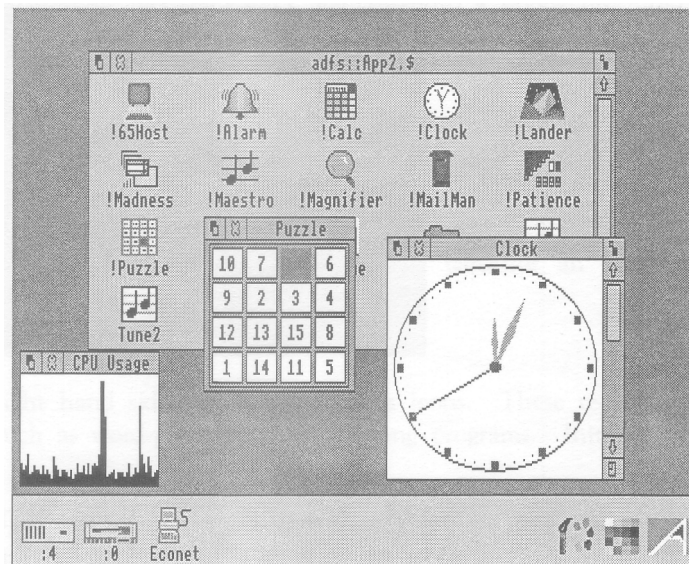 adfs::App2.$
!65Host !Alarm !Calc !Clock !Lander
!Madness !Maestro !Magnifier !MailMan !Patience
!Puzzle
Tune2
Puzzle
10 7 6
9 2 3 4
12 13 15 8
1 14 11 5
Clock
CPU Usage
:4 :0 Econet